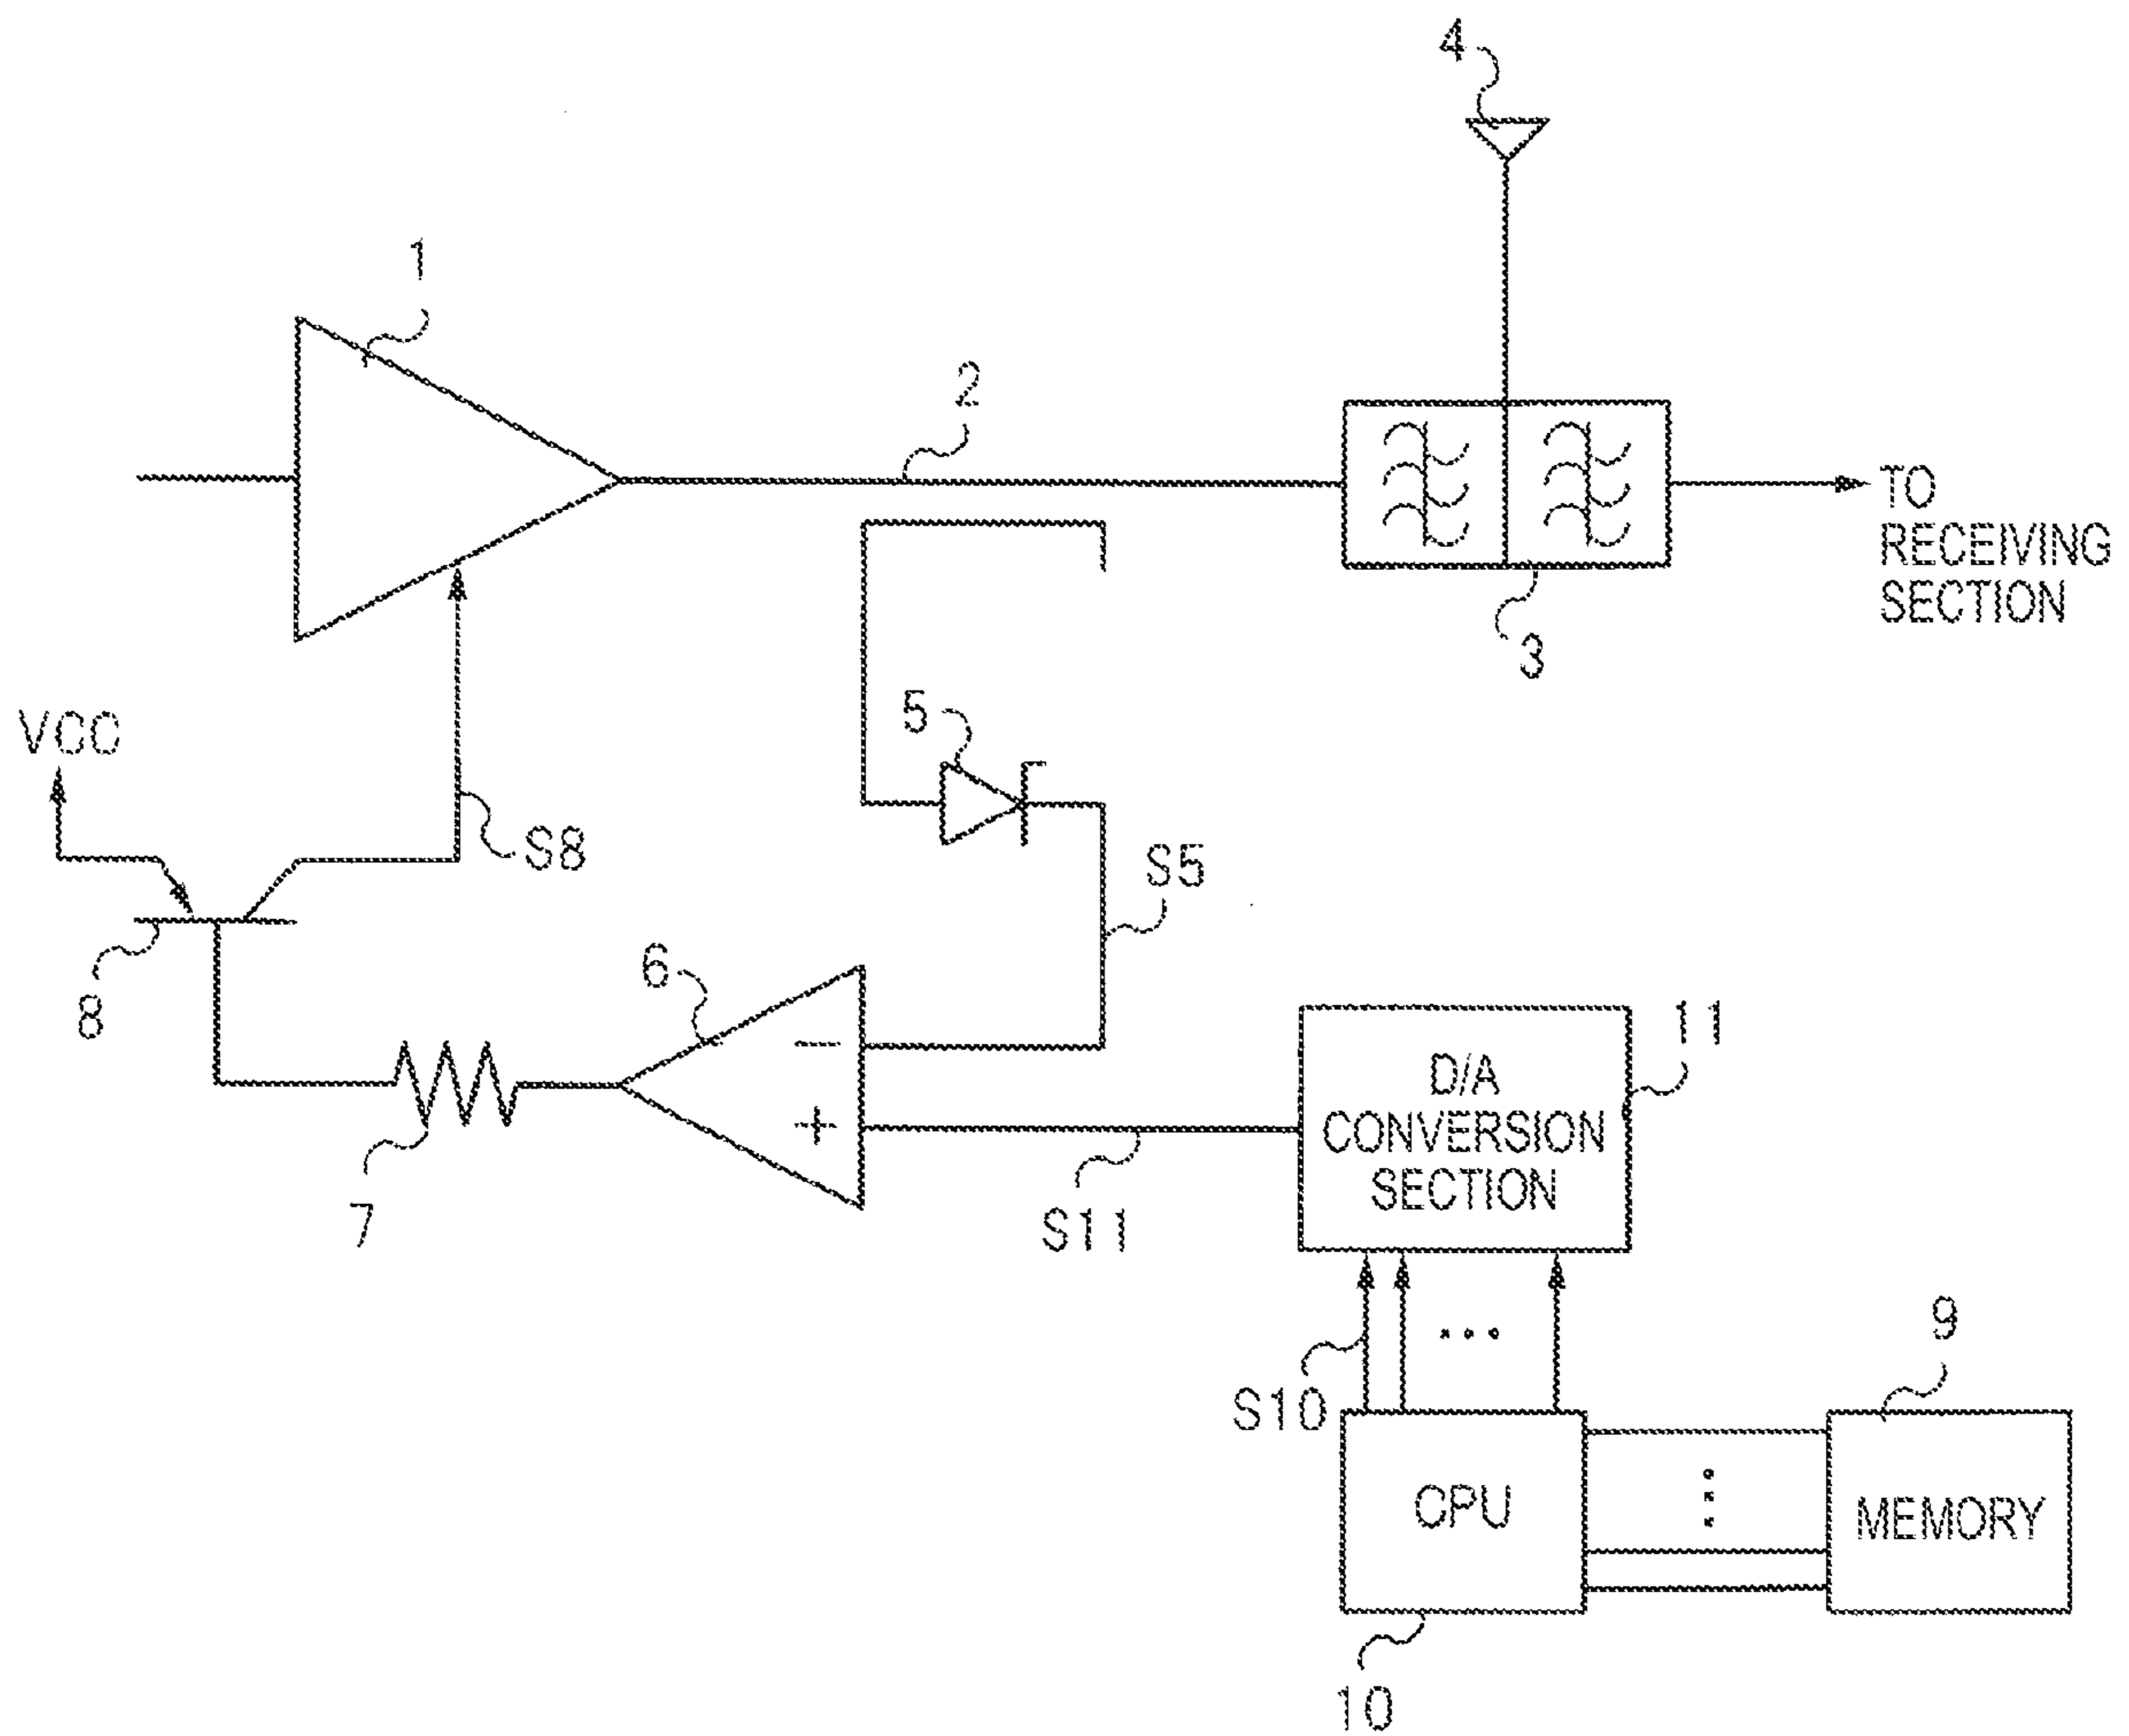 4
1
2
TO
RECEIVING
SECTION
3
VCC
5
S8
S5
6
8
−
+
11
D/A
CONVERSION
SECTION
7
S11
9
S10
CPU
MEMORY
10